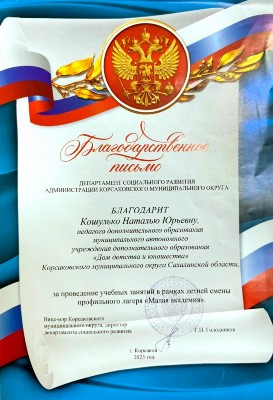 Благодарственное
письмо
ДЕПАРТАМЕНТ СОЦИАЛЬНОГО РАЗВИТИЯ
АДМИНИСТРАЦИИ КОРСАКОВСКОГО МУНИЦИПАЛЬНОГО ОКРУГА
БЛАГОДАРИТ
Кошулько Наталью Юрьевну,
педагога дополнительного образования
муниципального автономного
учреждения дополнительного образования
«Дом детства и юношества»
Корсаковского муниципального округа Сахалинской области,
за проведение учебных занятий в рамках летней смены
профильного лагеря «Малая академия».
Вице-мэр Корсаковского
муниципального округа, директор
департамента социального развития
г. Корсаков
2025 год